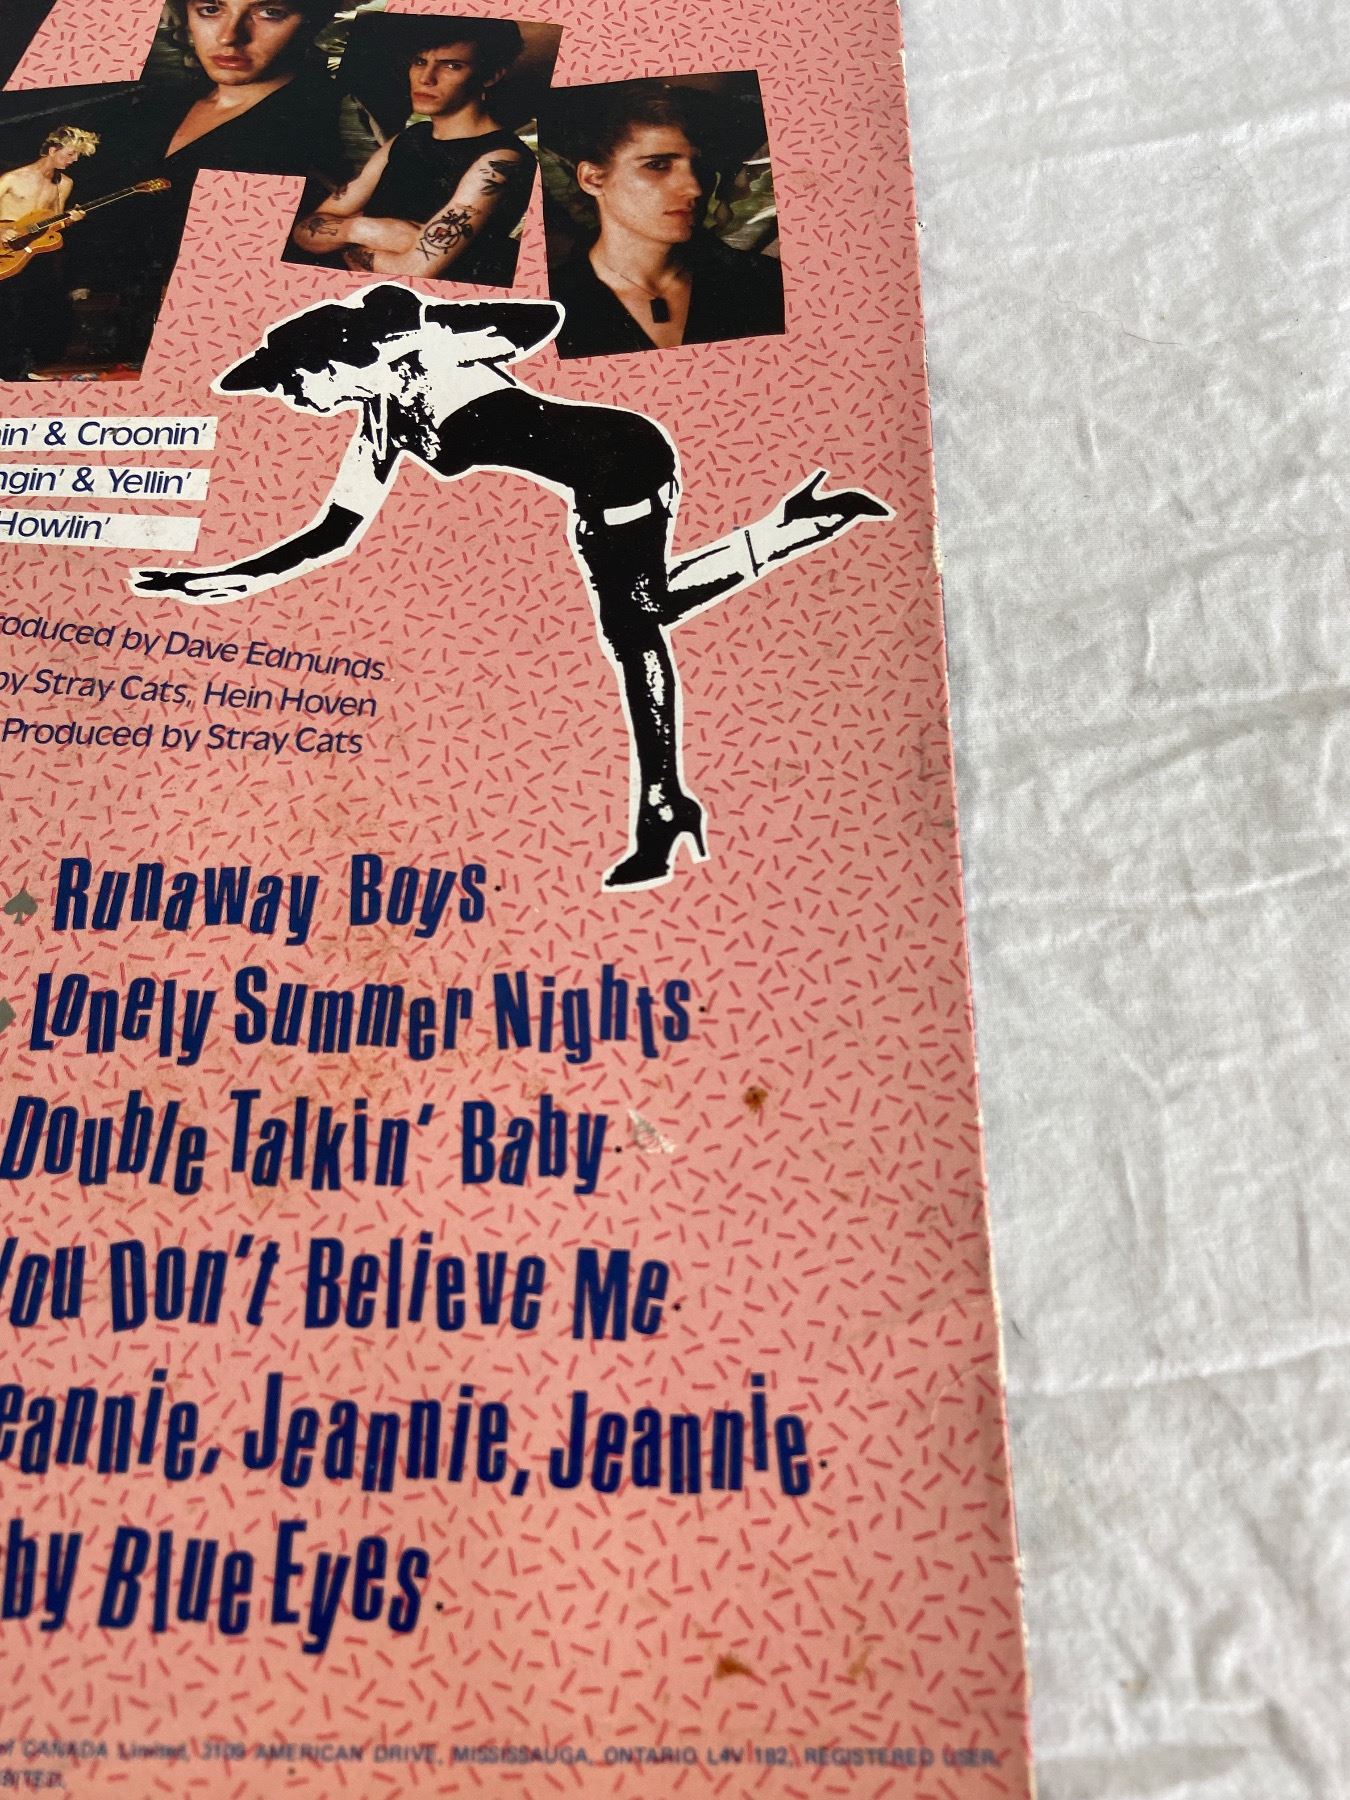 in' & Croonin'
ngin' & Yellin'
Howlin'
roduced by Dave Edmunds
by Stray Cats, Hein Hoven
Produced by Stray Cats
Runaway Boys
Lonely Summer Nights
Double Talkin' Baby
You Don't Believe Me
eannie, Jeannie, Jeannie
by Blue Eyes
of CANADA Limited, 3109 AMERICAN DRIVE, MISSISSAUGA, ONTARIO L4V 1B2, REGISTERED USER.